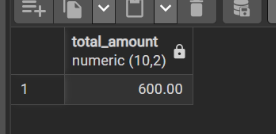 total_amount
numeric (10,2)
1 600.00